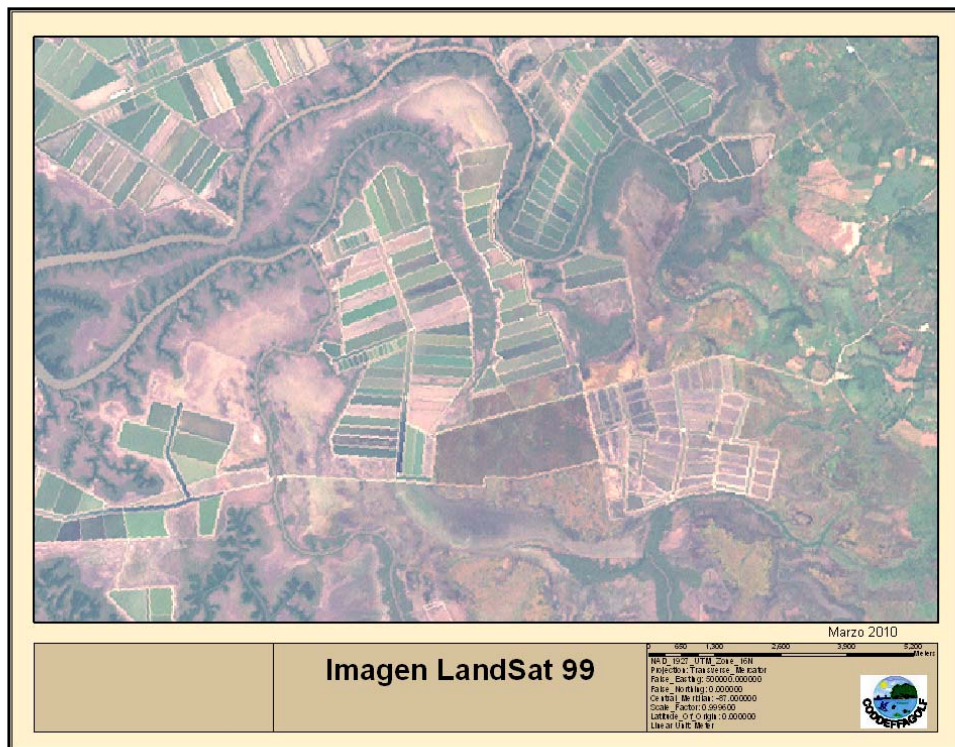 Marzo 2010
Imagen LandSat 99
0 650 1,300 2,600 3,900 5,200
Meters
NAD_1927_UTM_Zone_16N
Projection: Transverse_Mercator
False_Easting: 500000.000000
False_Northing: 0.000000
Central_Meridian: -87.000000
Scale_Factor: 0.999600
Latitude_Of_Origin: 0.000000
Linear Unit: Meter
CODDEFFAGOLF